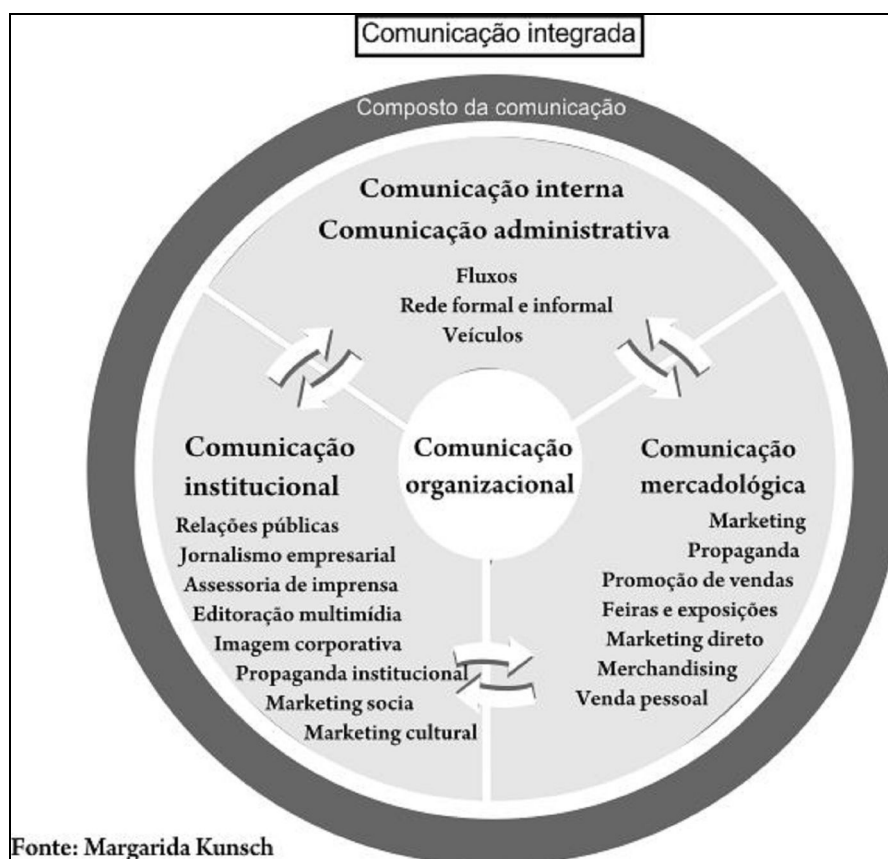 Comunicação integrada
Composto da comunicação
Comunicação interna
Comunicação administrativa
Fluxos
Rede formal e informal
Veículos
Comunicação
institucional
Relações públicas
Jornalismo empresarial
Assessoria de imprensa
Editoração multimídia
Imagem corporativa
Propaganda institucional
Marketing socia
Marketing cultural
Comunicação
organizacional
Comunicação
mercadológica
Marketing
Propaganda
Promoção de vendas
Feiras e exposições
Marketing direto
Merchandising
Venda pessoal
Fonte: Margarida Kunsch